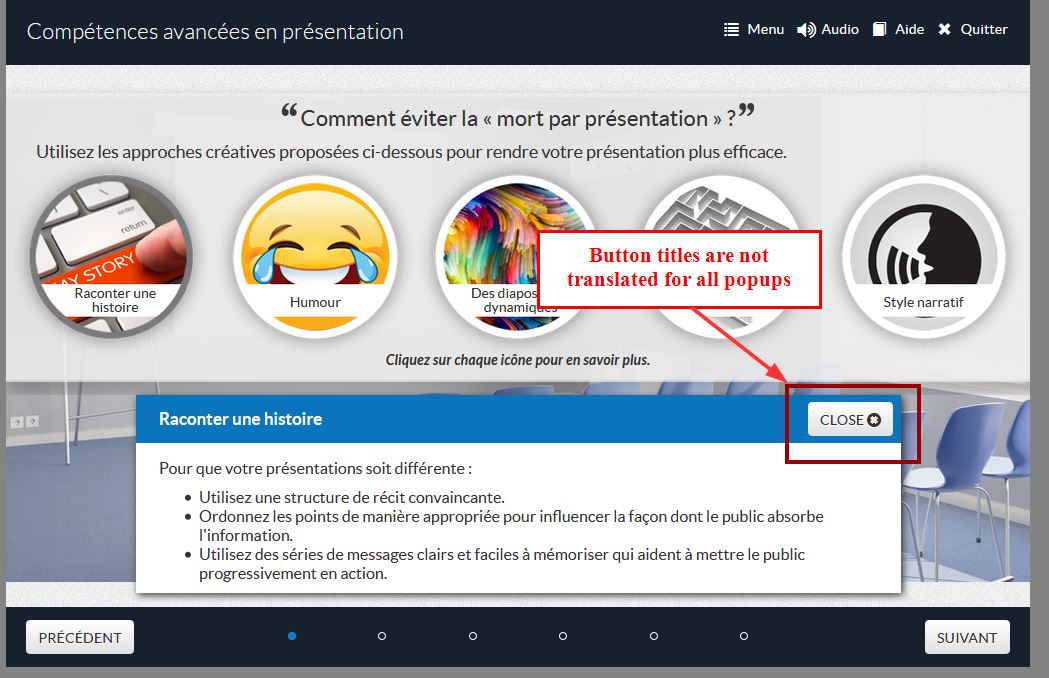 Compétences avancées en présentation
Menu
Audio
Aide
Quitter
“Comment éviter la « mort par présentation » ?”
Utilisez les approches créatives proposées ci-dessous pour rendre votre présentation plus efficace.
enter
return
MY STORY
Raconter une
histoire
Humour
Des diapos
dynamiques
Style narratif
Button titles are not
translated for all popups
Cliquez sur chaque icône pour en savoir plus.
Raconter une histoire
CLOSE
Pour que votre présentations soit différente :
• Utilisez une structure de récit convaincante.
• Ordonnez les points de manière appropriée pour influencer la façon dont le public absorbe
l'information.
• Utilisez des séries de messages clairs et faciles à mémoriser qui aident à mettre le public
progressivement en action.
PRÉCÉDENT
SUIVANT